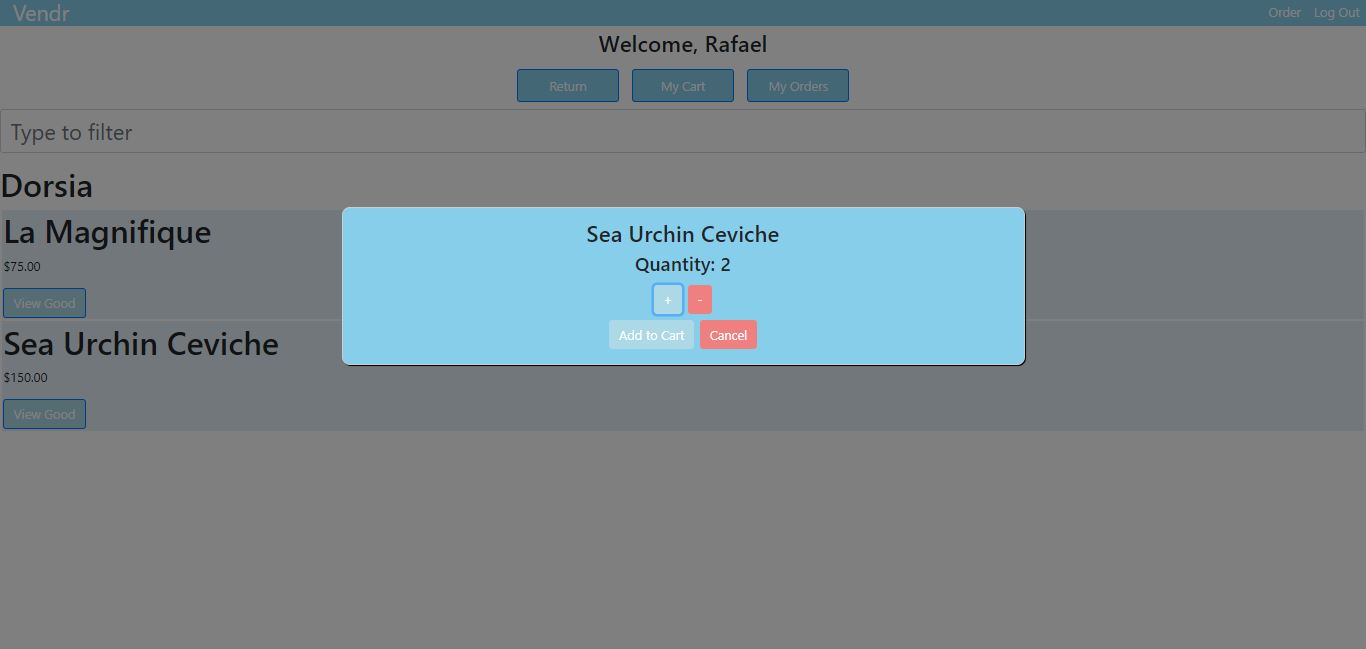 Vendr Order Log Out
Welcome, Rafael
Return My Cart My Orders
Type to filter
Dorsia
La Magnifique
$75.00
View Good
Sea Urchin Ceviche
$150.00
View Good
Sea Urchin Ceviche
Quantity: 2
+ -
Add to Cart Cancel